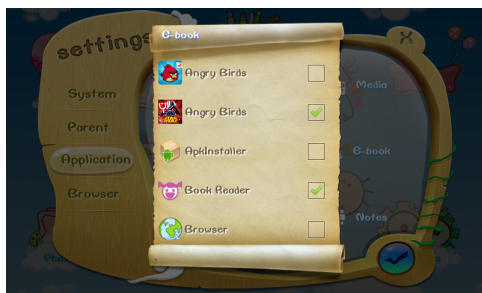 settings
E-book
System
Parent
Application
Browser
Angry Birds
Angry Birds
ApkInstaller
Book Reader
Browser
Media
E-book
Notes